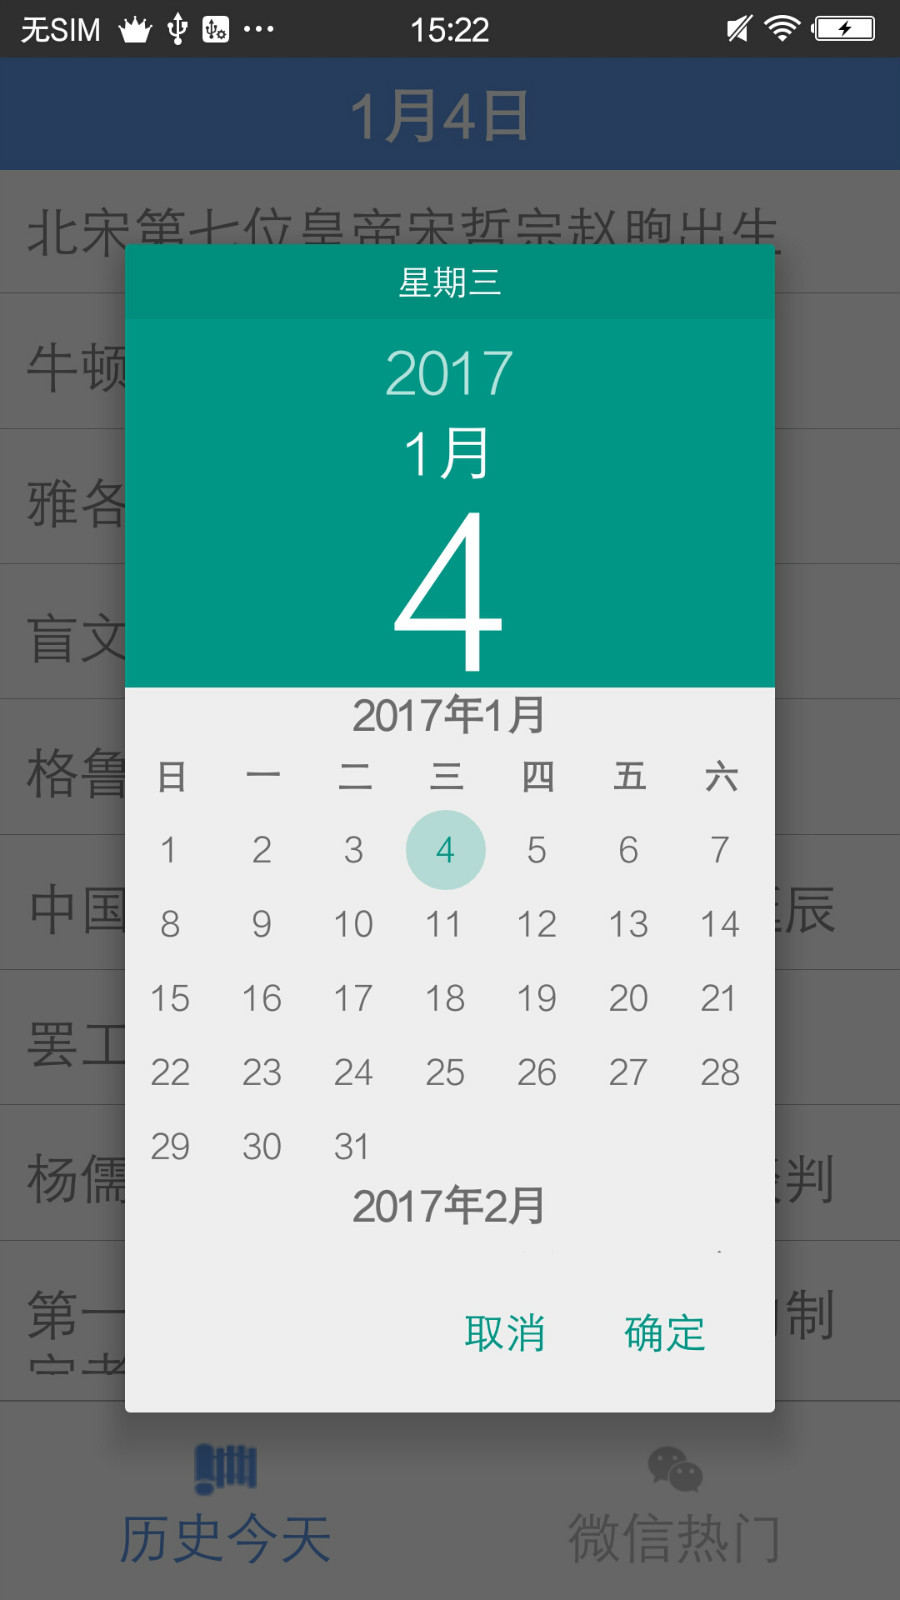 无SIM 15:22
1月4日
北宋第七位皇帝宋哲宗赵煦出生
星期三
牛顿
2017
1月
雅各
4
盲文
2017年1月
格鲁
日 一 二 三 四 五 六
1 2 3 4 5 6 7
中国 辰
8 9 10 11 12 13 14
15 16 17 18 19 20 21
罢工
22 23 24 25 26 27 28
29 30 31
杨儒 判
2017年2月
第一 制
取消 确定
历史今天 微信热门